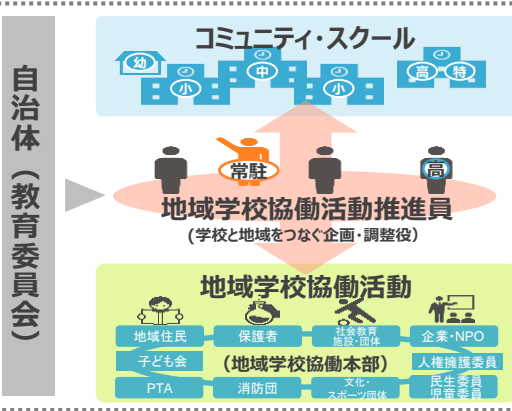 自治体（教育委員会）
コミュニティ・スクール
幼
小
中
小
高
特
常駐
高
地域学校協働活動推進員
(学校と地域をつなぐ企画・調整役)
地域学校協働活動
地域住民
保護者
社会教育
施設・団体
企業・NPO
子ども会
（地域学校協働本部）
人権擁護委員
PTA
消防団
文化・
スポーツ団体
民生委員
児童委員